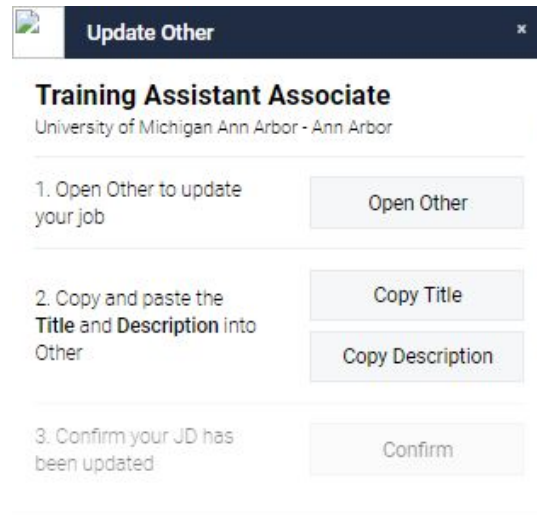 Update Other
×
Training Assistant Associate
University of Michigan Ann Arbor - Ann Arbor
1. Open Other to update
your job
Open Other
2. Copy and paste the
Title and Description into
Other
Copy Title
Copy Description
3. Confirm your JD has
been updated
Confirm